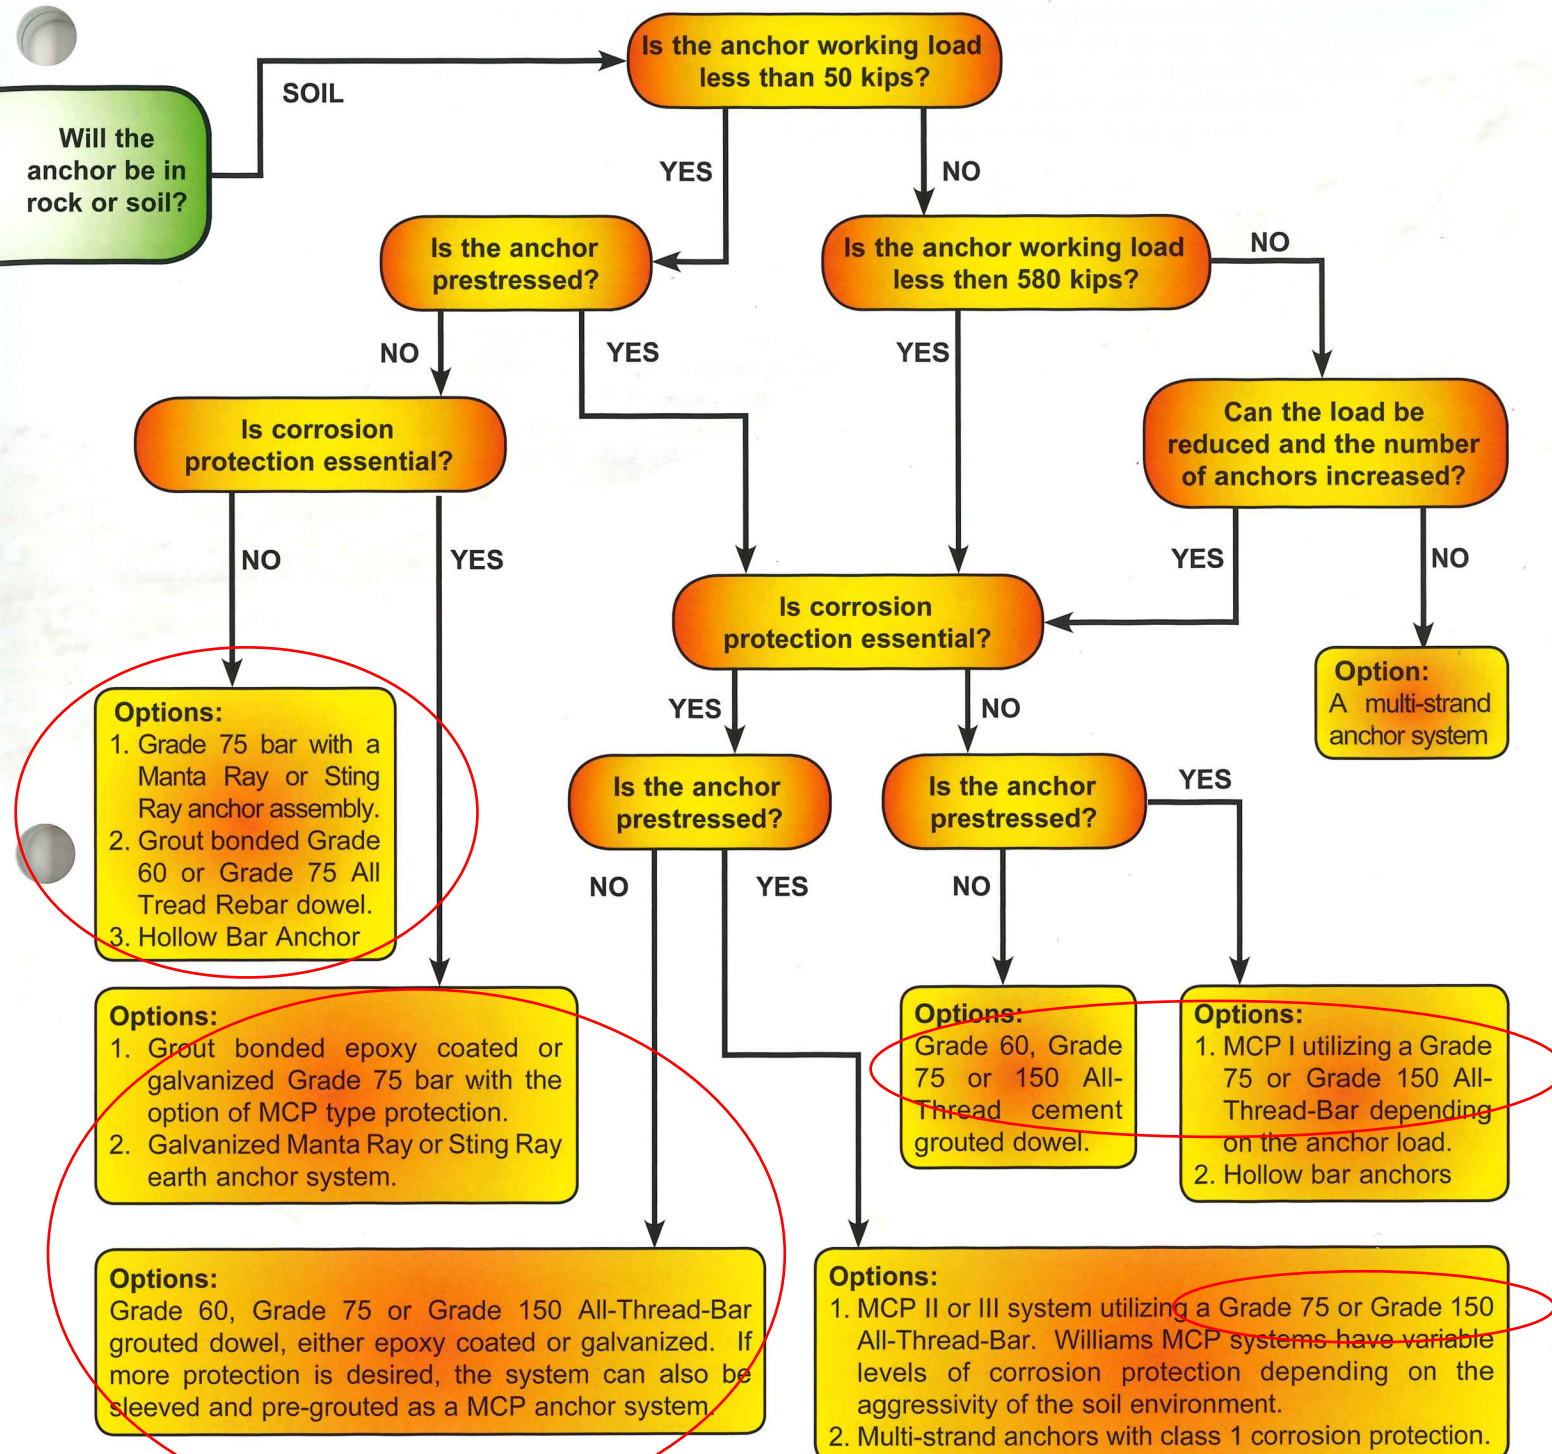 Is the anchor working load
less than 50 kips?
SOIL
Will the
anchor be in
rock or soil?
YES
NO
Is the anchor
prestressed?
Is the anchor working load
less then 580 kips?
NO
NO
YES
YES
Is corrosion
protection essential?
Can the load be
reduced and the number
of anchors increased?
NO
YES
YES
NO
Is corrosion
protection essential?
Option:
A multi-strand
anchor system
YES
NO
Options:
1. Grade 75 bar with a
Manta Ray or Sting
Ray anchor assembly.
2. Grout bonded Grade
60 or Grade 75 All
Tread Rebar dowel.
3. Hollow Bar Anchor
Is the anchor
prestressed?
Is the anchor
prestressed?
YES
NO
YES
NO
Options:
1. Grout bonded epoxy coated or
galvanized Grade 75 bar with the
option of MCP type protection.
2. Galvanized Manta Ray or Sting Ray
earth anchor system.
Options:
Grade 60, Grade
75 or 150 All-
Thread cement
grouted dowel.
Options:
1. MCP I utilizing a Grade
75 or Grade 150 All-
Thread-Bar depending
on the anchor load.
2. Hollow bar anchors
Options:
Grade 60, Grade 75 or Grade 150 All-Thread-Bar
grouted dowel, either epoxy coated or galvanized. If
more protection is desired, the system can also be
sleeved and pre-grouted as a MCP anchor system.
Options:
1. MCP II or III system utilizing a Grade 75 or Grade 150
All-Thread-Bar. Williams MCP systems have variable
levels of corrosion protection depending on the
aggressivity of the soil environment.
2. Multi-strand anchors with class 1 corrosion protection.